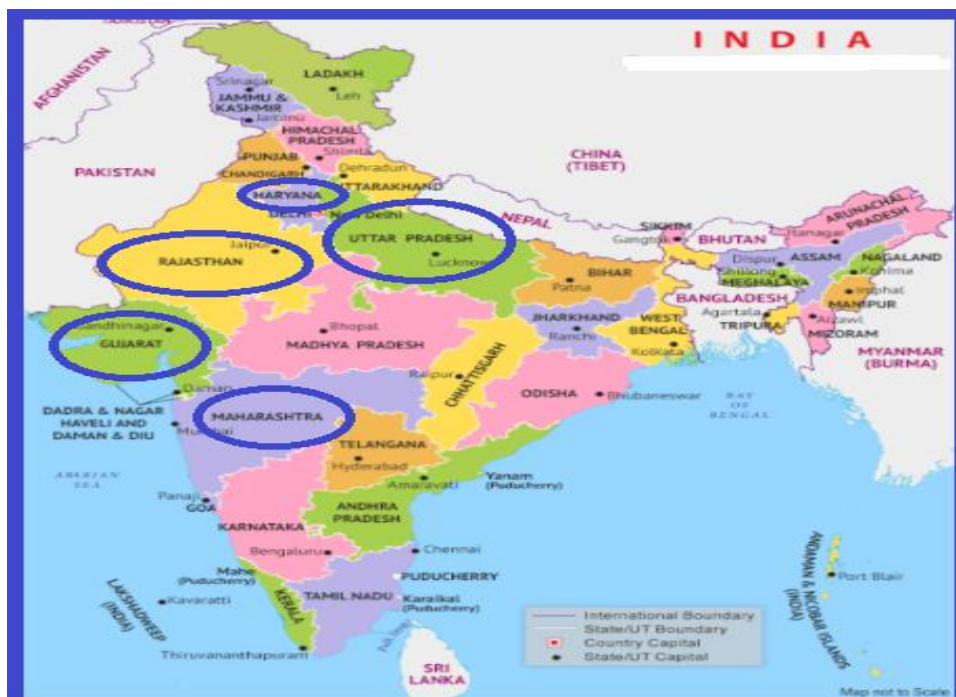 INDIA
AFGHANISTAN
PAKISTAN
LADAKH
Leh
Srinagar
JAMMU &
KASHMIR
Jammu
HIMACHAL
PRADESH
Shimla
PUNJAB
CHANDIGARH
Dehradun
UTTARAKHAND
HARYANA
DELHI
New Delhi
CHINA
(TIBET)
NEPAL
UTTAR PRADESH
Lucknow
Jaipur
RAJASTHAN
SIKKIM
Gangtok
BHUTAN
ARUNACHAL
PRADESH
Itanagar
Dispur
ASSAM
NAGALAND
Kohima
Shillong
MEGHALAYA
Imphal
MANIPUR
BANGLADESH
Agartala
TRIPURA
Aizawl
MIZORAM
MYANMAR
(BURMA)
BIHAR
Patna
JHARKHAND
Ranchi
WEST
BENGAL
Kolkata
Gandhinagar
GUJARAT
Bhopal
MADHYA PRADESH
Raipur
CHHATTISGARH
ODISHA
Bhubaneswar
BAY
OF
BENGAL
Daman
DADRA & NAGAR
HAVELI AND
DAMAN & DIU
MAHARASHTRA
Mumbai
TELANGANA
Hyderabad
Amaravati
Yanam
(Puducherry)
ARABIAN
SEA
Panaji
GOA
KARNATAKA
ANDHRA
PRADESH
Bengaluru
Chennai
Mahe
(Puducherry)
PUDUCHERRY
LAKSHADWEEP
(INDIA)
Kavaratti
KERALA
TAMIL NADU
Karaikal
(Puducherry)
Thiruvananthapuram
SRI
LANKA
ANDAMAN & NICOBAR ISLANDS
(INDIA)
Port Blair
International Boundary
State/UT Boundary
Country Capital
State/UT Capital
Map not to Scale